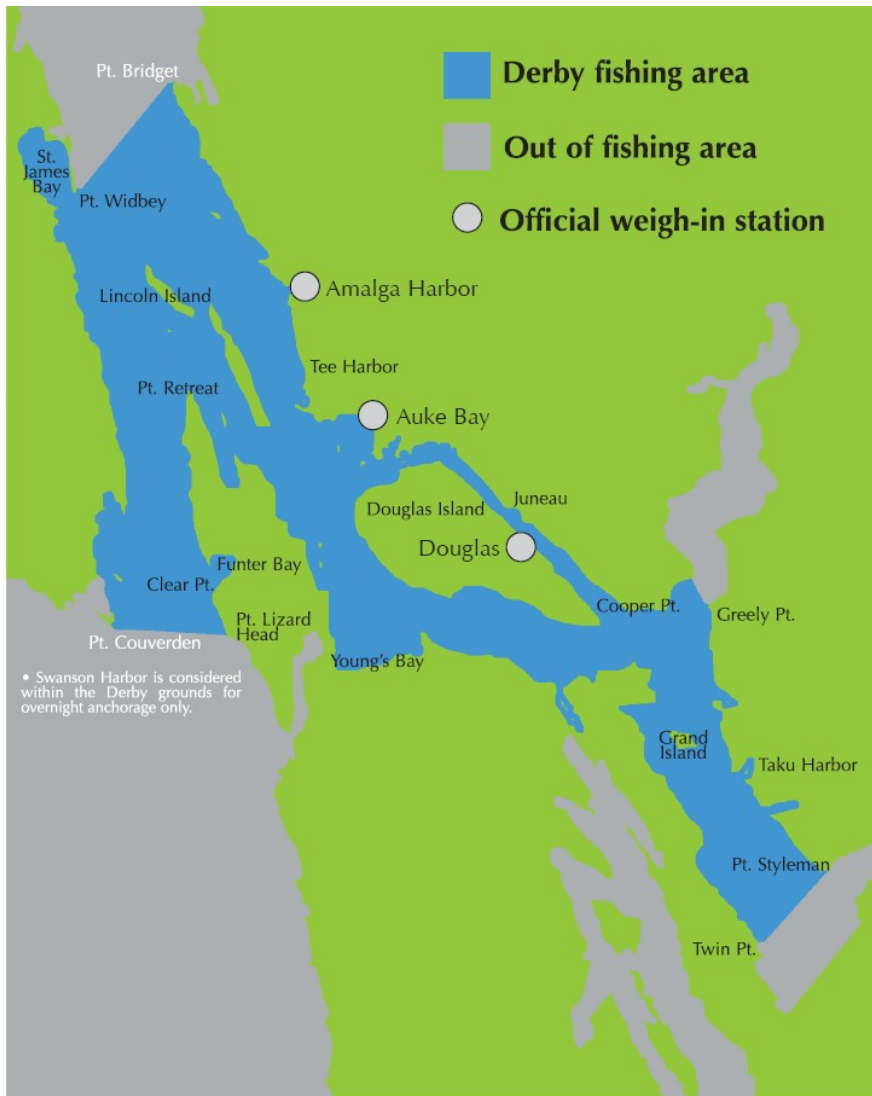 Pt. Bridget
Derby fishing area
Out of fishing area
Official weigh-in station
St.
James
Bay
Pt. Widbey
Lincoln Island
Amalga Harbor
Tee Harbor
Pt. Retreat
Auke Bay
Douglas Island
Juneau
Douglas
Funter Bay
Clear Pt.
Cooper Pt.
Greely Pt.
Pt. Lizard
Head
Pt. Couverden
Young's Bay
• Swanson Harbor is considered
within the Derby grounds for
overnight anchorage only.
Grand
Island
Taku Harbor
Pt. Styleman
Twin Pt.